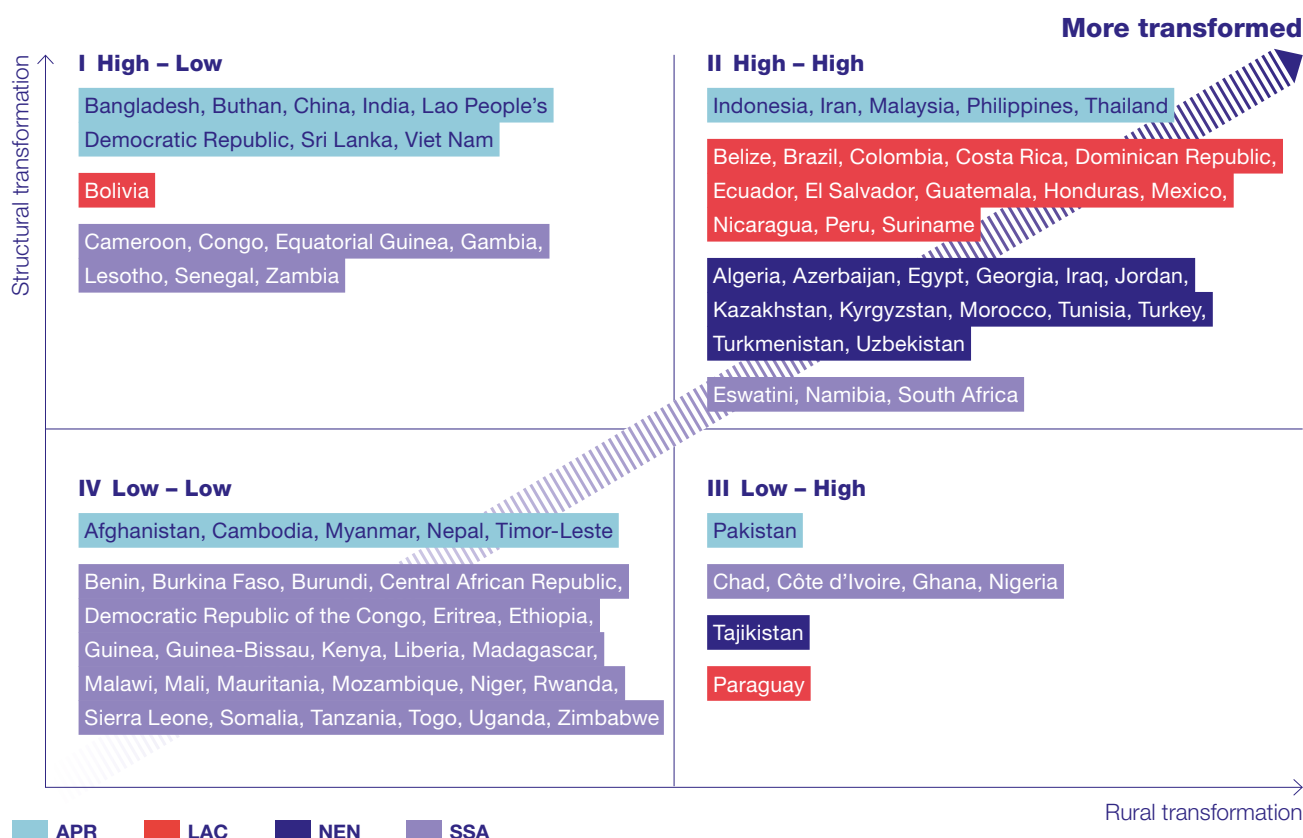 More transformed
Structural transformation
I High – Low
Bangladesh, Buthan, China, India, Lao People's
Democratic Republic, Sri Lanka, Viet Nam
Bolivia
Cameroon, Congo, Equatorial Guinea, Gambia,
Lesotho, Senegal, Zambia
II High – High
Indonesia, Iran, Malaysia, Philippines, Thailand
Belize, Brazil, Colombia, Costa Rica, Dominican Republic,
Ecuador, El Salvador, Guatemala, Honduras, Mexico,
Nicaragua, Peru, Suriname
Algeria, Azerbaijan, Egypt, Georgia, Iraq, Jordan,
Kazakhstan, Kyrgyzstan, Morocco, Tunisia, Turkey,
Turkmenistan, Uzbekistan
Eswatini, Namibia, South Africa
IV Low – Low
Afghanistan, Cambodia, Myanmar, Nepal, Timor-Leste
Benin, Burkina Faso, Burundi, Central African Republic,
Democratic Republic of the Congo, Eritrea, Ethiopia,
Guinea, Guinea-Bissau, Kenya, Liberia, Madagascar,
Malawi, Mali, Mauritania, Mozambique, Niger, Rwanda,
Sierra Leone, Somalia, Tanzania, Togo, Uganda, Zimbabwe
III Low – High
Pakistan
Chad, Côte d'Ivoire, Ghana, Nigeria
Tajikistan
Paraguay
Rural transformation
APR LAC NEN SSA